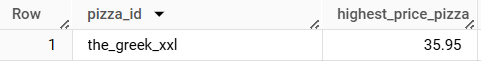 Row pizza_id highest_price_pizza
1 the_greek_xxl 35.95